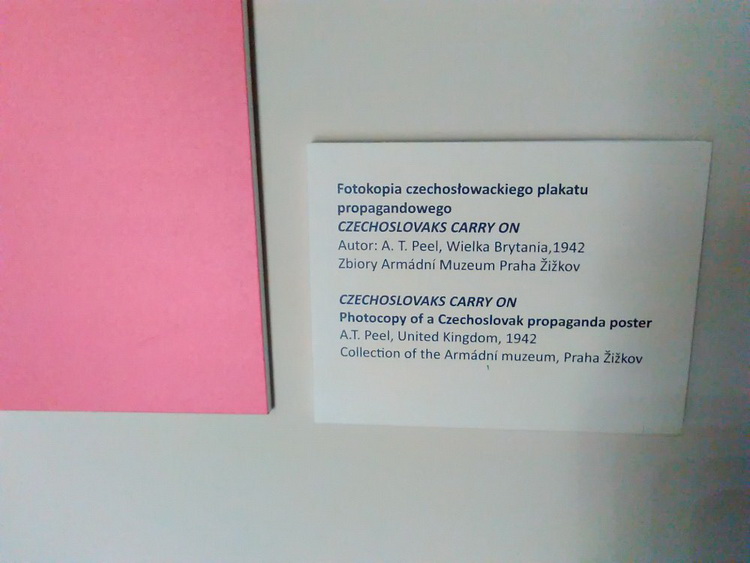 Fotokopia czechosłowackiego plakatu
propagandowego
CZECHOSLOVAKS CARRY ON
Autor: A. T. Peel, Wielka Brytania,1942
Zbiory Armádní Muzeum Praha Žižkov
CZECHOSLOVAKS CARRY ON
Photocopy of a Czechoslovak propaganda poster
A.T. Peel, United Kingdom, 1942
Collection of the Armádní muzeum, Praha Žižkov